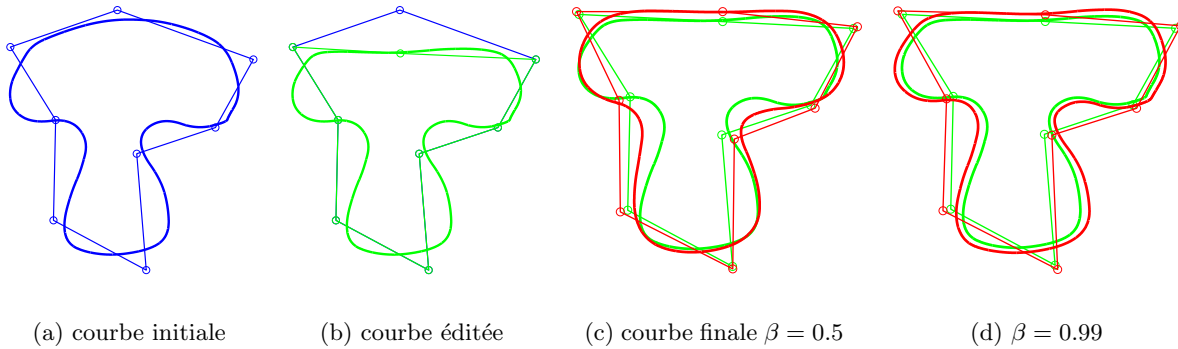 (a) courbe initiale
(b) courbe éditée
(c) courbe finale β = 0.5
(d) β = 0.99